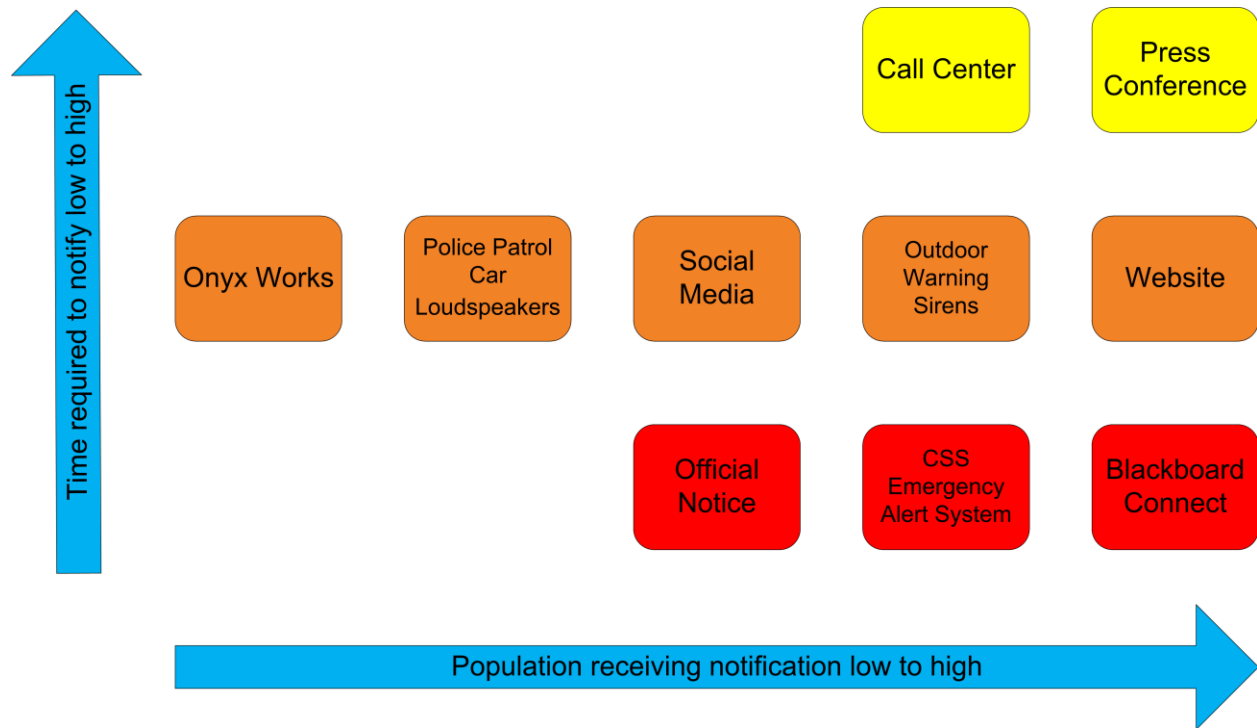 Time required to notify low to high
Call Center
Press
Conference
Onyx Works
Police Patrol
Car
Loudspeakers
Social
Media
Outdoor
Warning
Sirens
Website
Official
Notice
CSS
Emergency
Alert System
Blackboard
Connect
Population receiving notification low to high